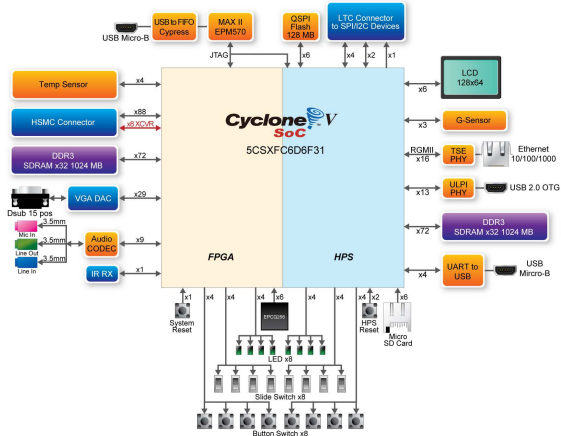 USB Micro-B
USB to FIFO
Cypress
MAX II
EPM570
QSPI
Flash
128 MB
LTC Connector
to SPI/I2C Devices
JTAG
x6
x4
x2
x1
Temp Sensor
x4
HSMC Connector
x88
x8 XCVR
DDR3
SDRAM x32 1024 MB
x72
Dsub 15 pos
VGA DAC
x29
Mic In
3.5mm
Line Out
3.5mm
Line In
3.5mm
Audio
CODEC
x9
IR RX
x1
Cyclone V
SoC
5CSXFC6D6F31
FPGA
HPS
x6
LCD
128x64
x3
G-Sensor
RGMII
x16
TSE
PHY
Ethernet
10/100/1000
x13
ULPI
PHY
USB 2.0 OTG
x72
DDR3
SDRAM x32 1024 MB
x4
UART to
USB
USB
Mircro-B
x1
x4
x4
x6
x4
x4
x2
x6
System
Reset
EPCQ256
HPS
Reset
Micro
SD Card
LED x8
Slide Switch x8
Button Switch x8